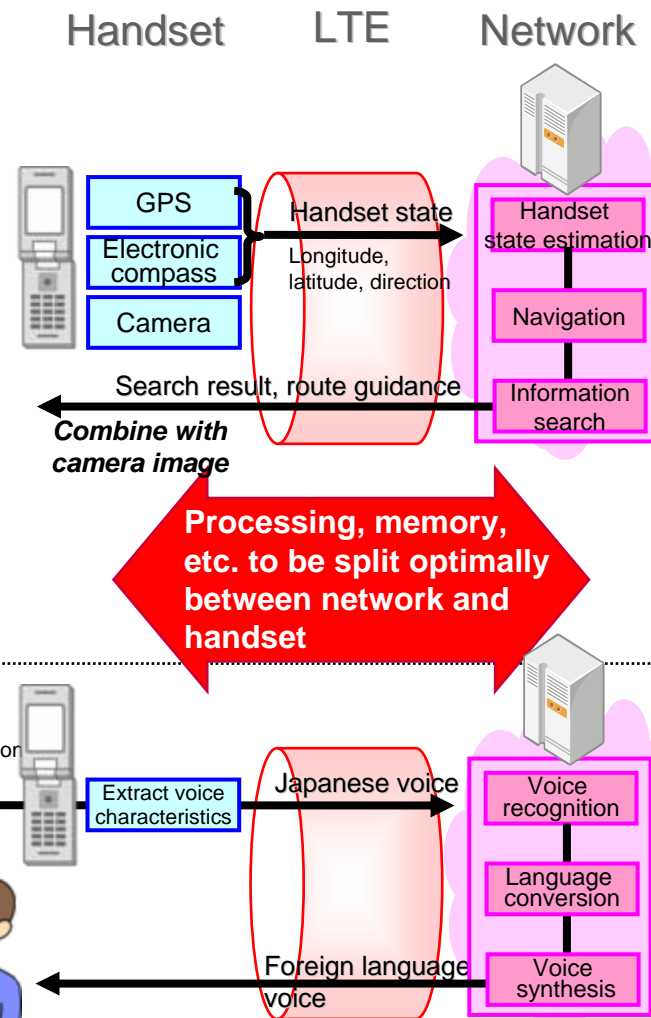 Handset
LTE
Network
GPS
Electronic
compass
Camera
Handset state
Longitude,
latitude, direction
Handset
state estimation
Navigation
Information
search
Search result, route guidance
Combine with
camera image
Processing, memory,
etc. to be split optimally
between network and
handset
on
Extract voice
characteristics
Japanese voice
Voice
recognition
Language
conversion
Voice
synthesis
Foreign language
voice